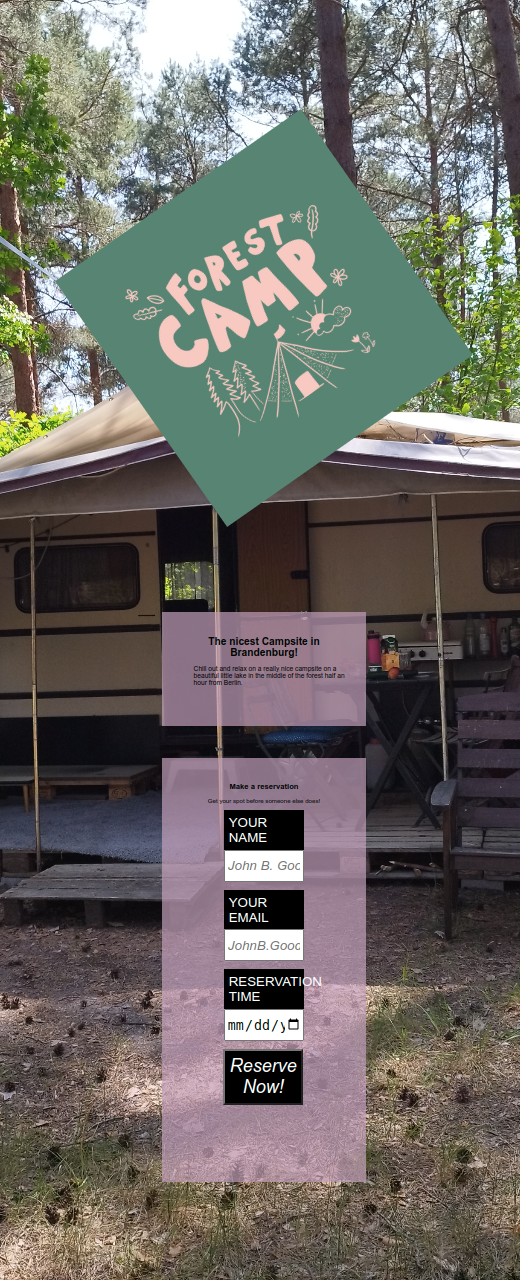 FOREST
CAMP
The nicest Campsite in
Brandenburg!
Chill out and relax on a really nice campsite on a
beautiful little lake in the middle of the forest half an
hour from Berlin.
Make a reservation
Get your spot before someone else does!
YOUR
NAME
John B. Goo
YOUR
EMAIL
JohnB.Good
RESERVATION
TIME
mm/dd/y
Reserve
Now!